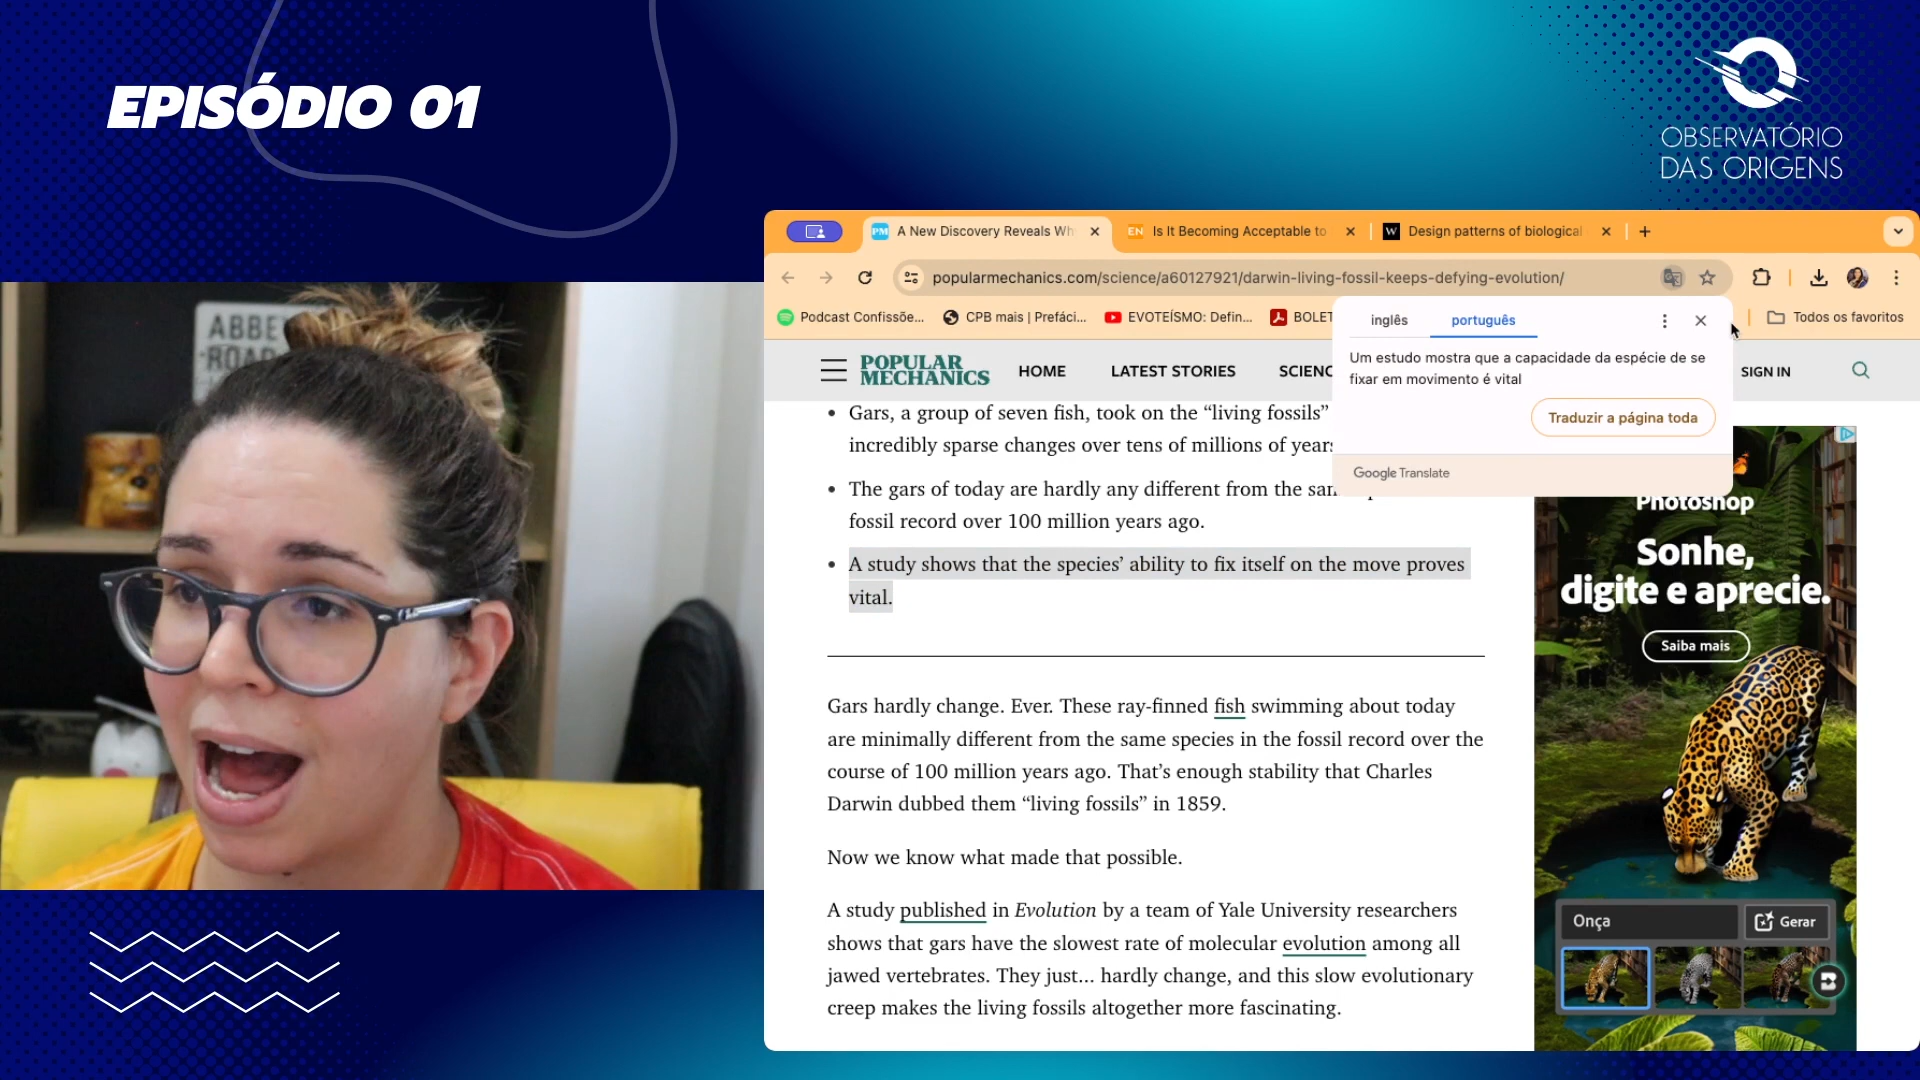 EPISÓDIO 01
OBSERVATÓRIO
DAS ORIGENS
ABBEY
ROAD
PM A New Discovery Reveals Wh
EN Is It Becoming Acceptable to
W Design patterns of biological
popularmechanics.com/science/a60127921/darwin-living-fossil-keeps-defying-evolution/
Podcast Confissõe...
CPB mais | Prefáci...
EVOTEÍSMO: Defin...
BOLET
Todos os favoritos
inglês
português
Um estudo mostra que a capacidade da espécie de se
fixar em movimento é vital
Traduzir a página toda
Google Translate
POPULAR
MECHANICS
HOME
LATEST STORIES
SCIENC
SIGN IN
• Gars, a group of seven fish, took on the “living fossils”
incredibly sparse changes over tens of millions of years
• The gars of today are hardly any different from the sam
fossil record over 100 million years ago.
• A study shows that the species’ ability to fix itself on the move proves
vital.
Gars hardly change. Ever. These ray-finned fish swimming about today
are minimally different from the same species in the fossil record over the
course of 100 million years ago. That’s enough stability that Charles
Darwin dubbed them “living fossils” in 1859.
Now we know what made that possible.
A study published in Evolution by a team of Yale University researchers
shows that gars have the slowest rate of molecular evolution among all
jawed vertebrates. They just... hardly change, and this slow evolutionary
creep makes the living fossils altogether more fascinating.
Photoshop
Sonhe,
digite e aprecie.
Saiba mais
Onça
Gerar